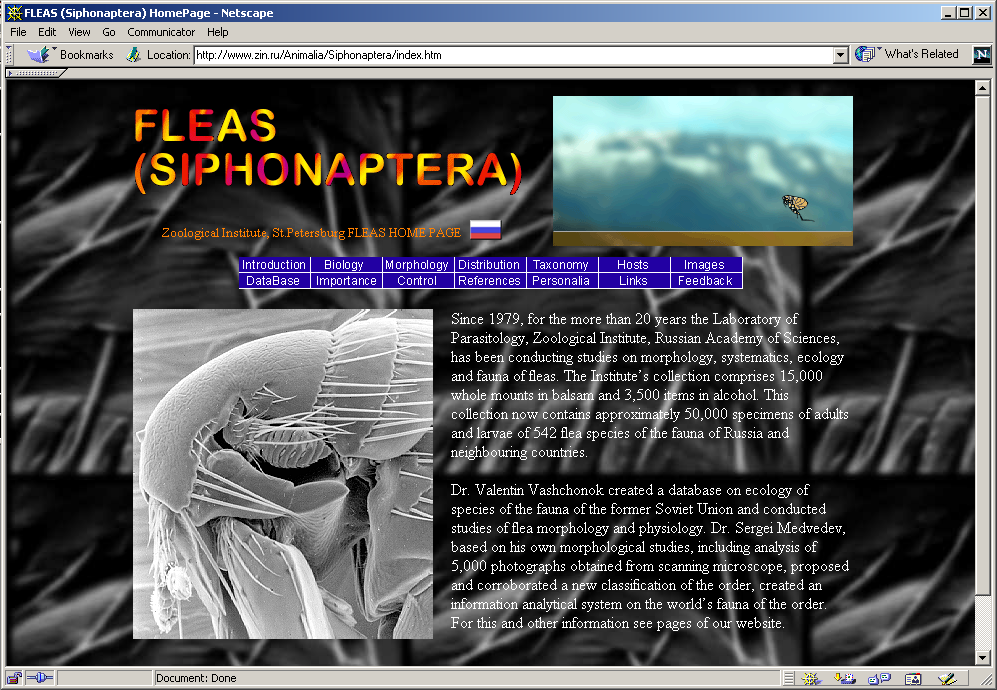 FLEAS (Siphonaptera) HomePage - Netscape
File Edit View Go Communicator Help
Bookmarks Location: http://www.zin.ru/Animalia/Siphonaptera/index.htm What's Related N
FLEAS
(SIPHONAPTERA)
Zoological Institute, St.Petersburg FLEAS HOME PAGE
Introduction Biology Morphology Distribution Taxonomy Hosts Images
DataBase Importance Control References Personalia Links Feedback
Since 1979, for the more than 20 years the Laboratory of
Parasitology, Zoological Institute, Russian Academy of Sciences,
has been conducting studies on morphology, systematics, ecology
and fauna of fleas. The Institute's collection comprises 15,000
whole mounts in balsam and 3,500 items in alcohol. This
collection now contains approximately 50,000 specimens of adults
and larvae of 542 flea species of the fauna of Russia and
neighbouring countries.
Dr. Valentin Vashchonok created a database on ecology of
species of the fauna of the former Soviet Union and conducted
studies of flea morphology and physiology. Dr. Sergei Medvedev,
based on his own morphological studies, including analysis of
5,000 photographs obtained from scanning microscope, proposed
and corroborated a new classification of the order, created an
information analytical system on the world's fauna of the order.
For this and other information see pages of our website.
Document: Done